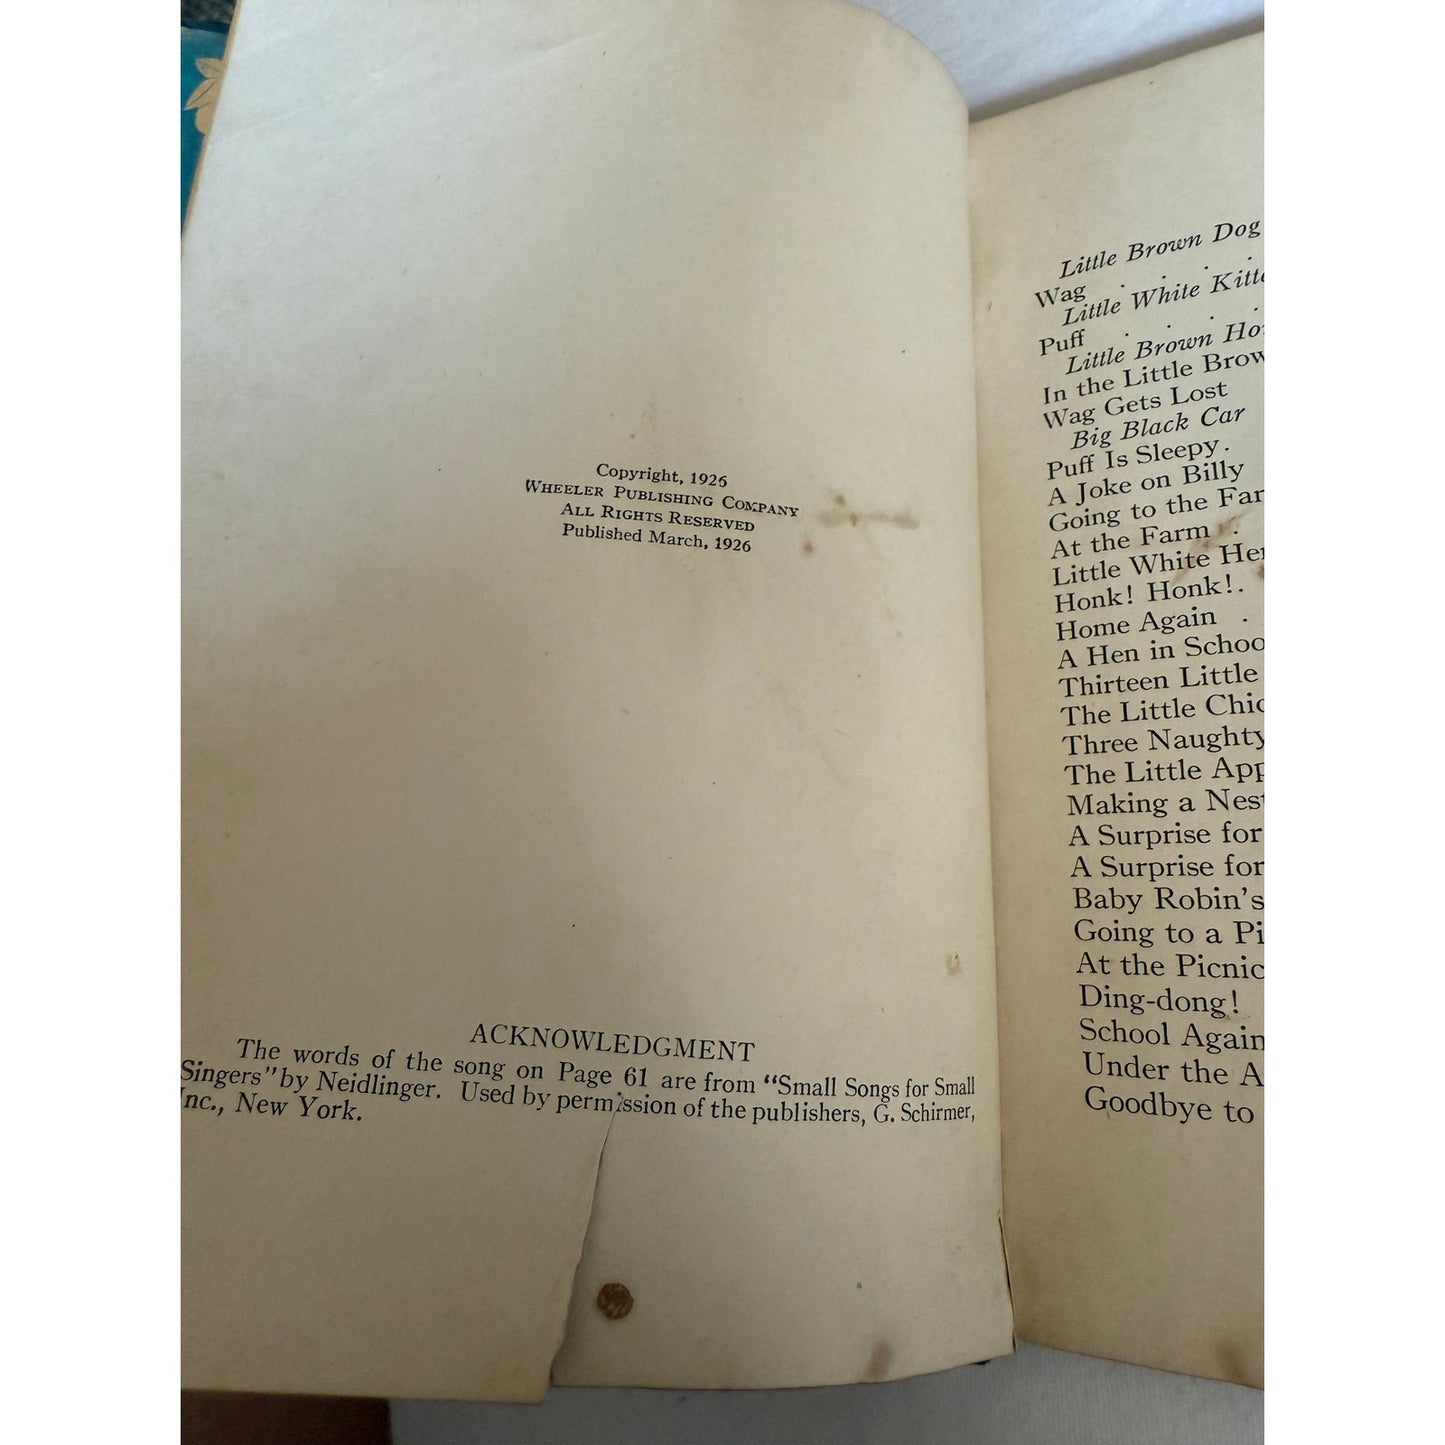 Copyright, 1926
WHEELER PUBLISHING COMPANY
ALL RIGHTS RESERVED
Published March, 1926
ACKNOWLEDGMENT
The words of the song on Page 61 are from "Small Songs for Small
Singers" by Neidlinger. Used by permission of the publishers, G. Schirmer,
Inc., New York.
Little Brown Dog
Wag . . . .
Little White
Puff . . . .
Little Brown
In the Little
Wag Gets Lost
Big Black Car
Puff Is Sleepy .
A Joke on Billy
Going to the
At the Farm .
Little White
Honk! Honk! .
Home Again .
A Hen in
Thirteen Little
The Little
Three Naughty
The Little
Making a
A Surprise for
A Surprise for
Baby Robin's
Going to a
At the Picnic
Ding-dong!
School Again
Under the
Goodbye to